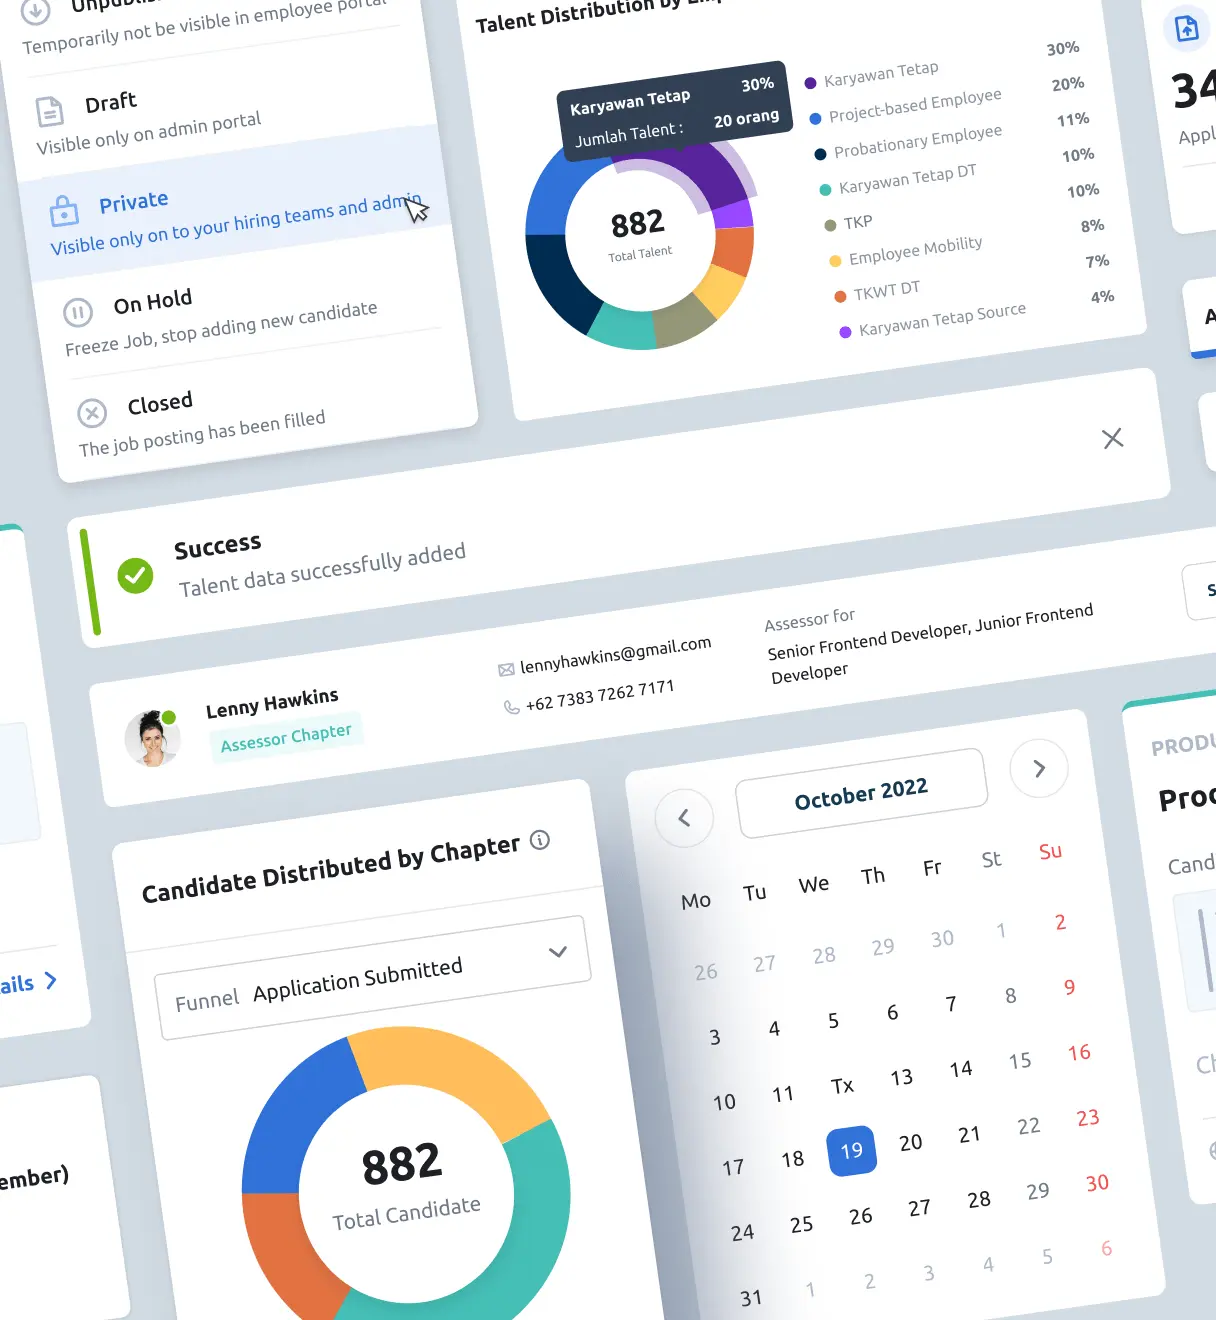 Temporarily not be visible in employee portal
Draft
Visible only on admin portal
Private
Visible only on to your hiring teams and admin
On Hold
Freeze Job, stop adding new candidate
Closed
The job posting has been filled
Talent Distribution by
Karyawan Tetap 30%
Jumlah Talent : 20 orang
882
Total Talent
Karyawan Tetap 30%
Project-based Employee 20%
Probationary Employee 11%
Karyawan Tetap DT 10%
TKP 10%
Employee Mobility 8%
TKWT DT 7%
Karyawan Tetap Source 4%
34
Success
Talent data successfully added
Lenny Hawkins
Assessor Chapter
lennyhawkins@gmail.com
+62 7383 7262 7171
Assessor for
Senior Frontend Developer, Junior Frontend
Developer
ails
ember)
Candidate Distributed by Chapter
Funnel Application Submitted
882
Total Candidate
October 2022
Mo Tu We Th Fr St Su
26 27 28 29 30 1 2
3 4 5 6 7 8 9
10 11 Tx 13 14 15 16
17 18 19 20 21 22 23
24 25 26 27 28 29 30
31 1 2 3 4 5 6
PRODU
Proc
Cand